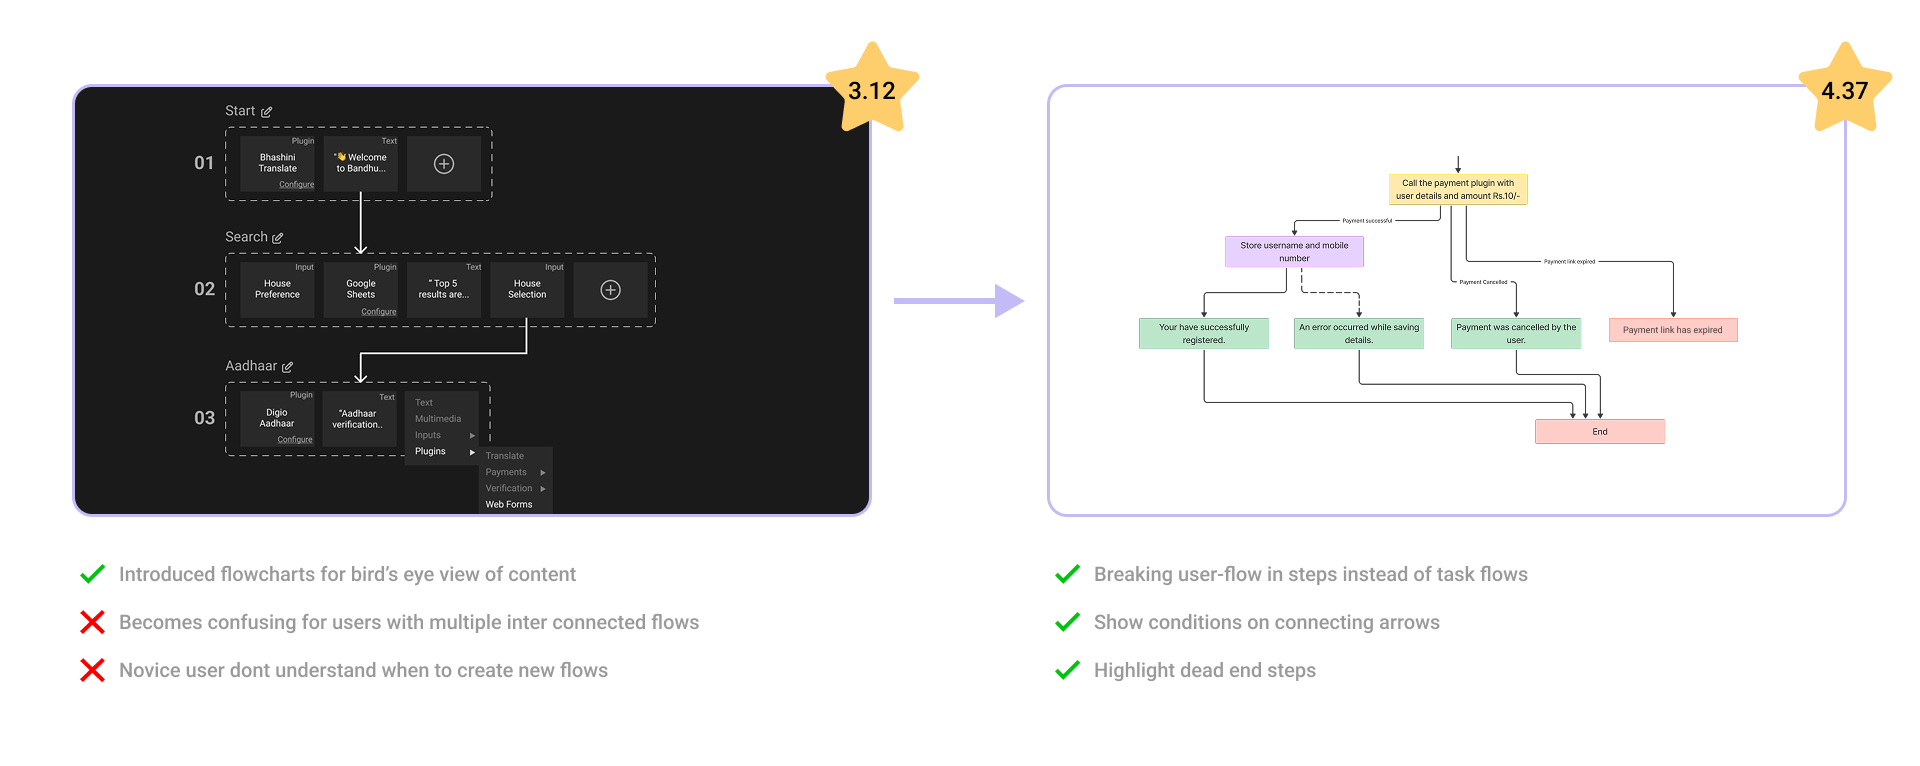 3.12
Start
01
Plugin
Bhashini
Translate
Configure
Text
"👋 Welcome
to Bandhu...
Search
02
Input
House
Preference
Plugin
Google
Sheets
Configure
Text
" Top 5
results are...
Input
House
Selection
Aadhaar
03
Plugin
Digio
Aadhaar
Configure
Text
"Aadhaar
verification..
Text
Multimedia
Inputs
Plugins
Translate
Payments
Verification
Web Forms
Introduced flowcharts for bird's eye view of content
Becomes confusing for users with multiple inter connected flows
Novice user dont understand when to create new flows
4.37
Call the payment plugin with
user details and amount Rs.10/-
Payment successful
Store username and mobile
number
Payment link expired
Payment Cancelled
Your have successfully
registered.
An error occurred while saving
details.
Payment was cancelled by the
user.
Payment link has expired
End
Breaking user-flow in steps instead of task flows
Show conditions on connecting arrows
Highlight dead end steps